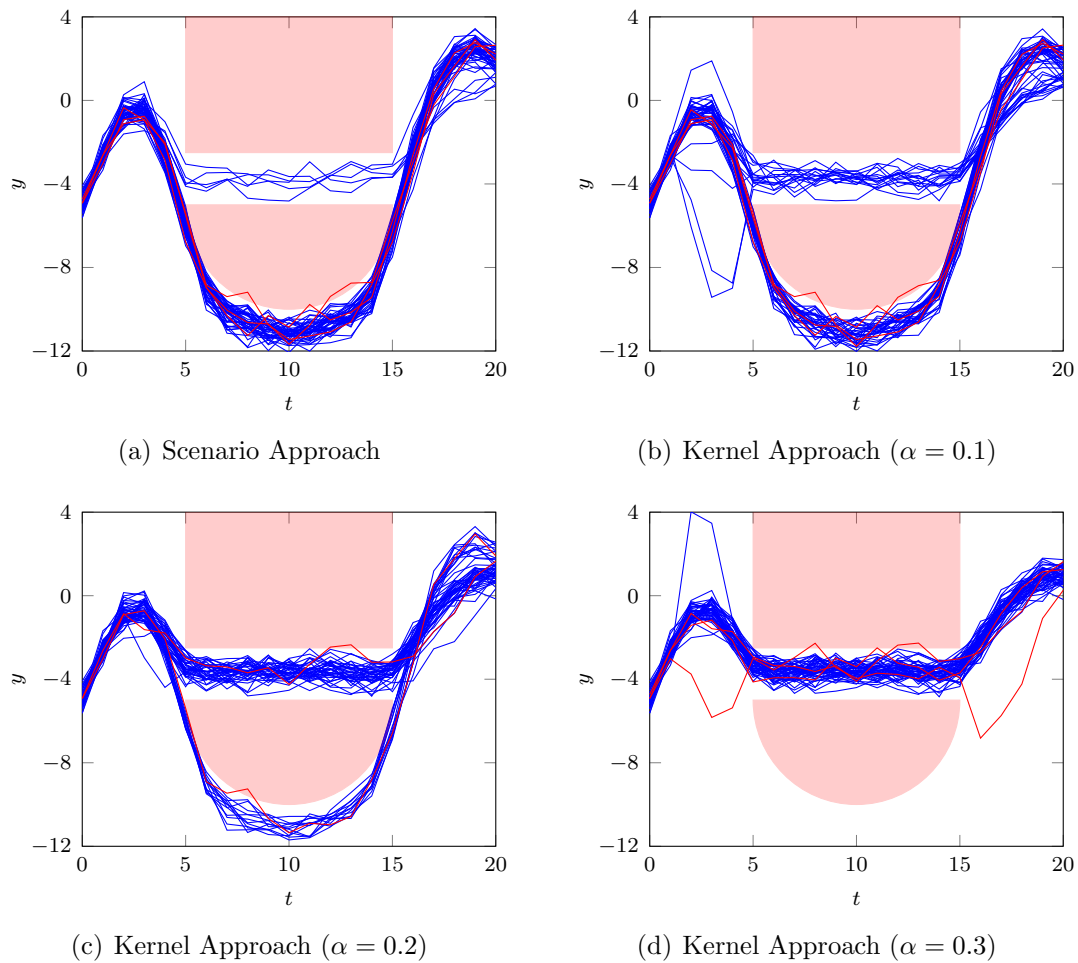 4
0
−4
−8
−12
y
0 5 10 15 20
t
(a) Scenario Approach
4
0
−4
−8
−12
y
0 5 10 15 20
t
(b) Kernel Approach (α = 0.1)
4
0
−4
−8
−12
y
0 5 10 15 20
t
(c) Kernel Approach (α = 0.2)
4
0
−4
−8
−12
y
0 5 10 15 20
t
(d) Kernel Approach (α = 0.3)